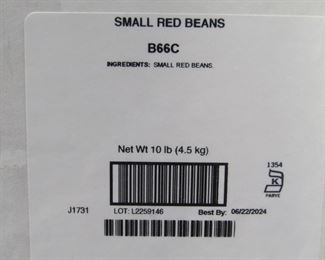 SMALL RED BEANS
B66C
INGREDIENTS: SMALL RED BEANS.
Net Wt 10 lb (4.5 kg)
1354
K
PARVE
J1731 LOT: L2259146 Best By: 06/22/2024